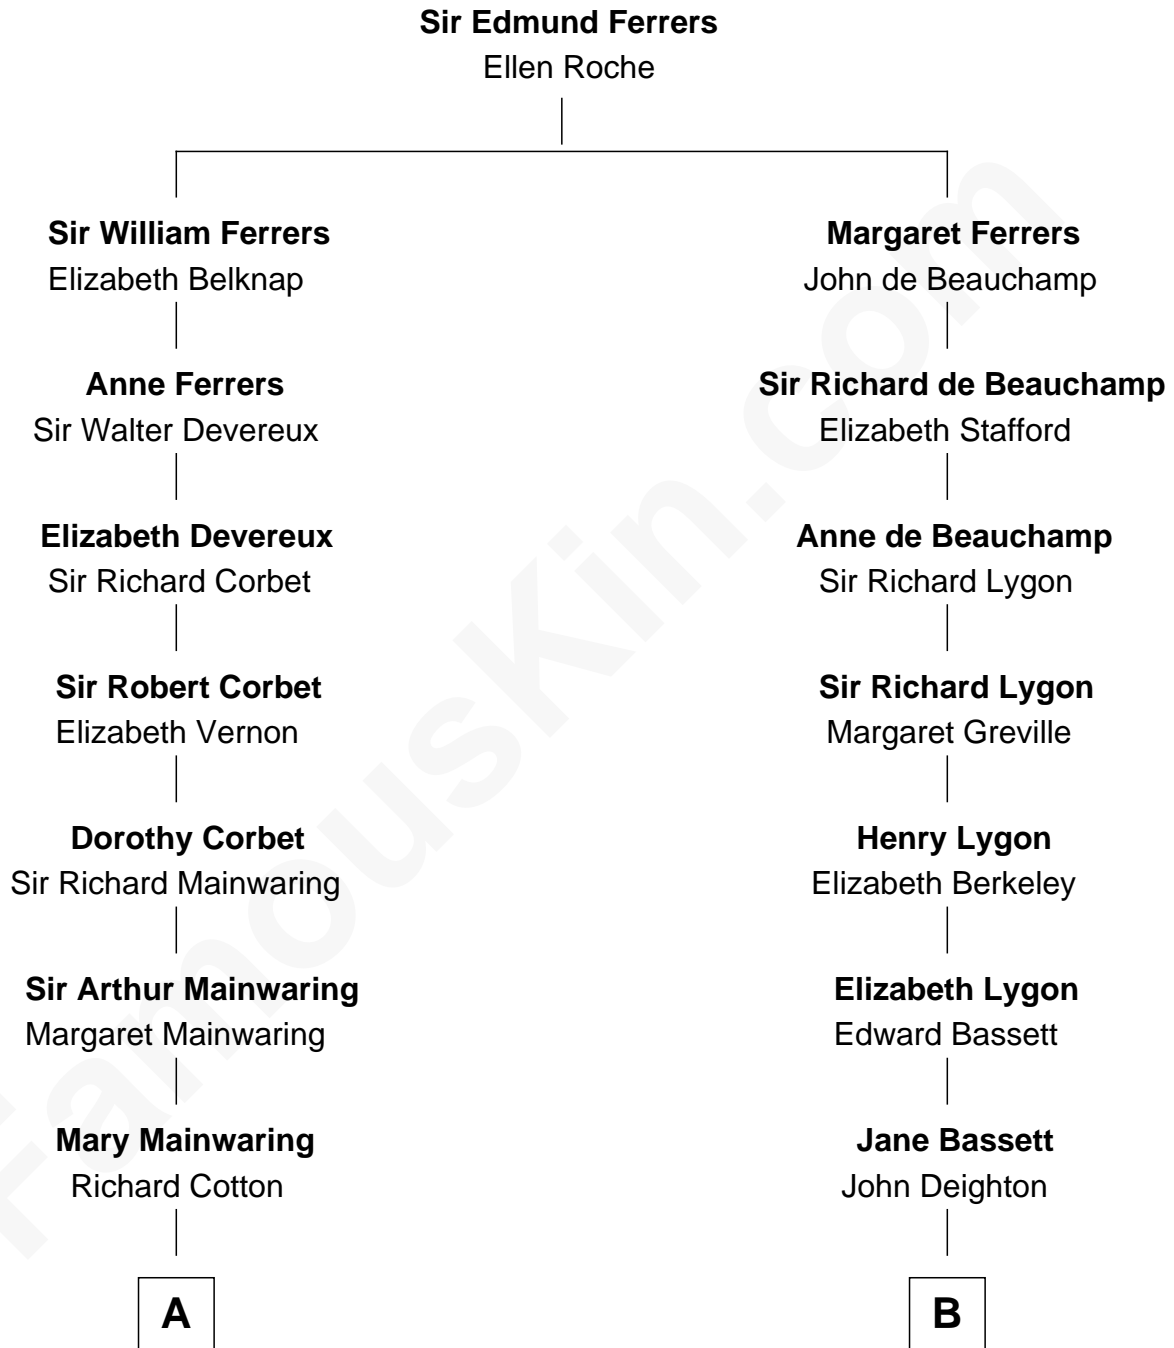 Sir Edmund Ferrers
Ellen Roche
Sir William Ferrers
Elizabeth Belknap
Anne Ferrers
Sir Walter Devereux
Elizabeth Devereux
Sir Richard Corbet
Sir Robert Corbet
Elizabeth Vernon
Dorothy Corbet
Sir Richard Mainwaring
Sir Arthur Mainwaring
Margaret Mainwaring
Mary Mainwaring
Richard Cotton
A
Margaret Ferrers
John de Beauchamp
Sir Richard de Beauchamp
Elizabeth Stafford
Anne de Beauchamp
Sir Richard Lygon
Sir Richard Lygon
Margaret Greville
Henry Lygon
Elizabeth Berkeley
Elizabeth Lygon
Edward Bassett
Jane Bassett
John Deighton
B
FamousKin.com